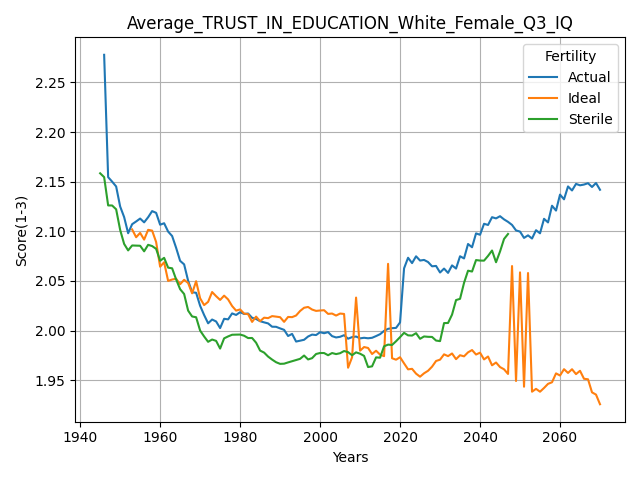 Average_TRUST_IN_EDUCATION_White_Female_Q3_IQ
Fertility
Actual
Ideal
Sterile
Score(1-3)
2.25
2.20
2.15
2.10
2.05
2.00
1.95
1940 1960 1980 2000 2020 2040 2060
Years